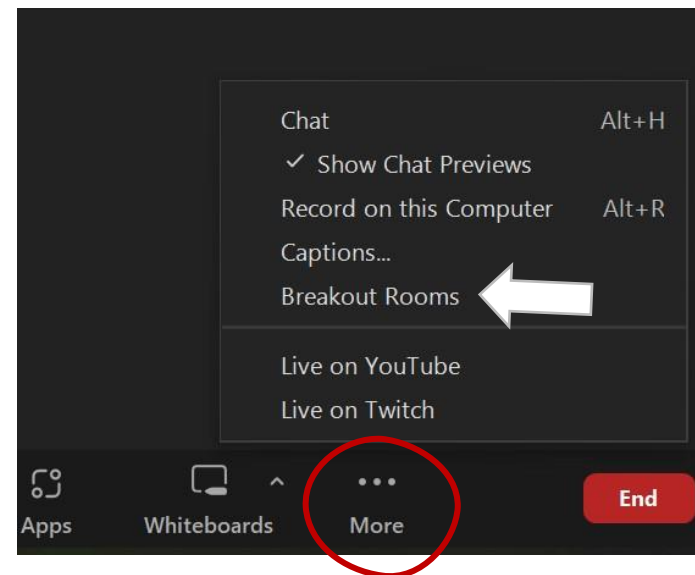 Chat Alt+H
✓ Show Chat Previews
Record on this Computer Alt+R
Captions...
Breakout Rooms
Live on YouTube
Live on Twitch
Apps Whiteboards More End